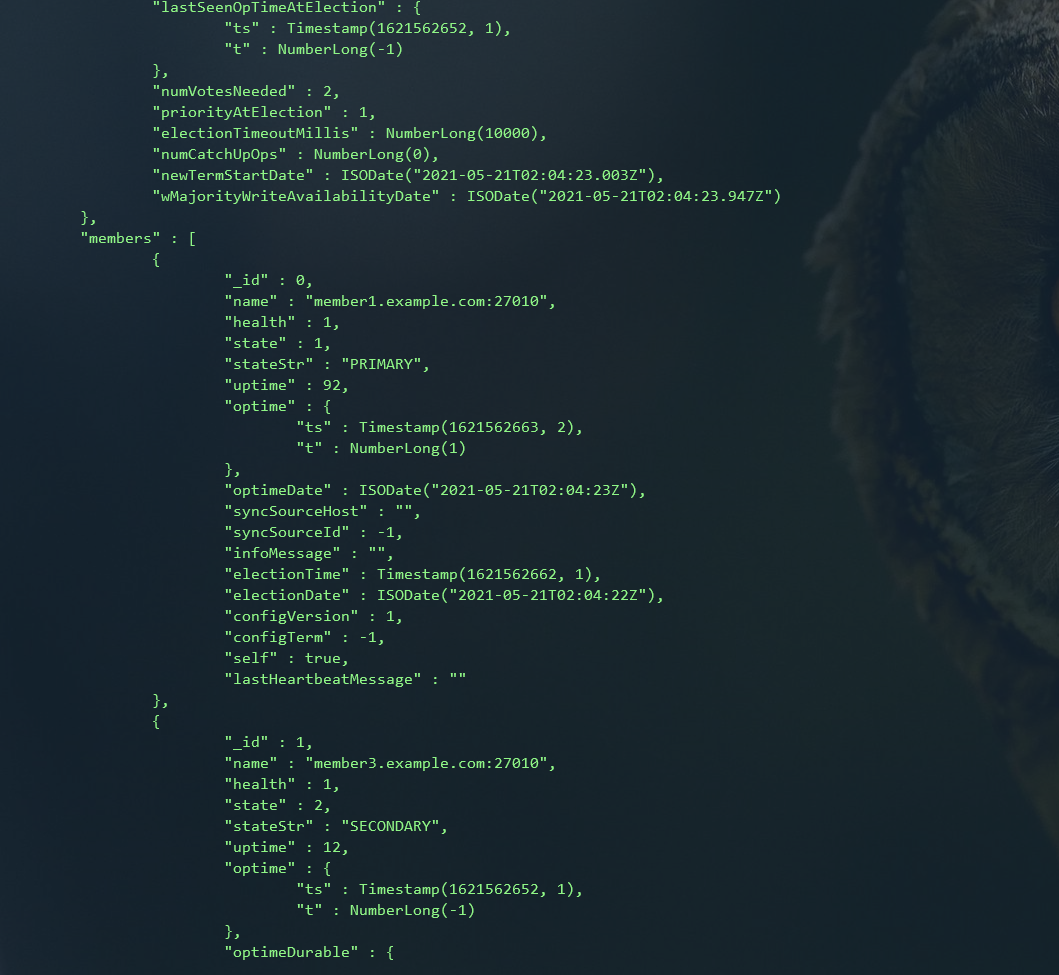 "lastSeenOpTimeAtElection" : {
"ts" : Timestamp(1621562652, 1),
"t" : NumberLong(-1)
},
"numVotesNeeded" : 2,
"priorityAtElection" : 1,
"electionTimeoutMillis" : NumberLong(10000),
"numCatchUpOps" : NumberLong(0),
"newTermStartDate" : ISODate("2021-05-21T02:04:23.003Z"),
"wMajorityWriteAvailabilityDate" : ISODate("2021-05-21T02:04:23.947Z")
},
"members" : [
{
"_id" : 0,
"name" : "member1.example.com:27010",
"health" : 1,
"state" : 1,
"stateStr" : "PRIMARY",
"uptime" : 92,
"optime" : {
"ts" : Timestamp(1621562663, 2),
"t" : NumberLong(1)
},
"optimeDate" : ISODate("2021-05-21T02:04:23Z"),
"syncSourceHost" : "",
"syncSourceId" : -1,
"infoMessage" : "",
"electionTime" : Timestamp(1621562662, 1),
"electionDate" : ISODate("2021-05-21T02:04:22Z"),
"configVersion" : 1,
"configTerm" : -1,
"self" : true,
"lastHeartbeatMessage" : ""
},
{
"_id" : 1,
"name" : "member3.example.com:27010",
"health" : 1,
"state" : 2,
"stateStr" : "SECONDARY",
"uptime" : 12,
"optime" : {
"ts" : Timestamp(1621562652, 1),
"t" : NumberLong(-1)
},
"optimeDurable" : {